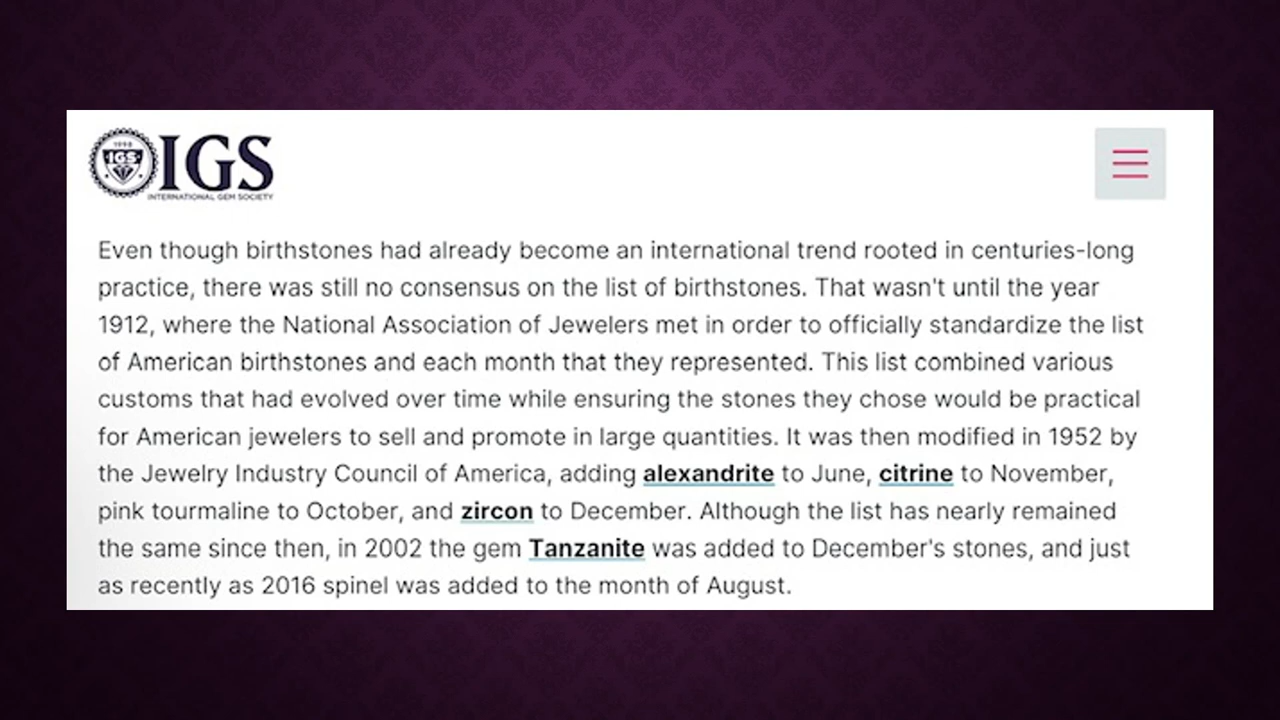 1998
IGS
IGS
INTERNATIONAL GEM SOCIETY
Even though birthstones had already become an international trend rooted in centuries-long
practice, there was still no consensus on the list of birthstones. That wasn't until the year
1912, where the National Association of Jewelers met in order to officially standardize the list
of American birthstones and each month that they represented. This list combined various
customs that had evolved over time while ensuring the stones they chose would be practical
for American jewelers to sell and promote in large quantities. It was then modified in 1952 by
the Jewelry Industry Council of America, adding alexandrite to June, citrine to November,
pink tourmaline to October, and zircon to December. Although the list has nearly remained
the same since then, in 2002 the gem Tanzanite was added to December's stones, and just
as recently as 2016 spinel was added to the month of August.